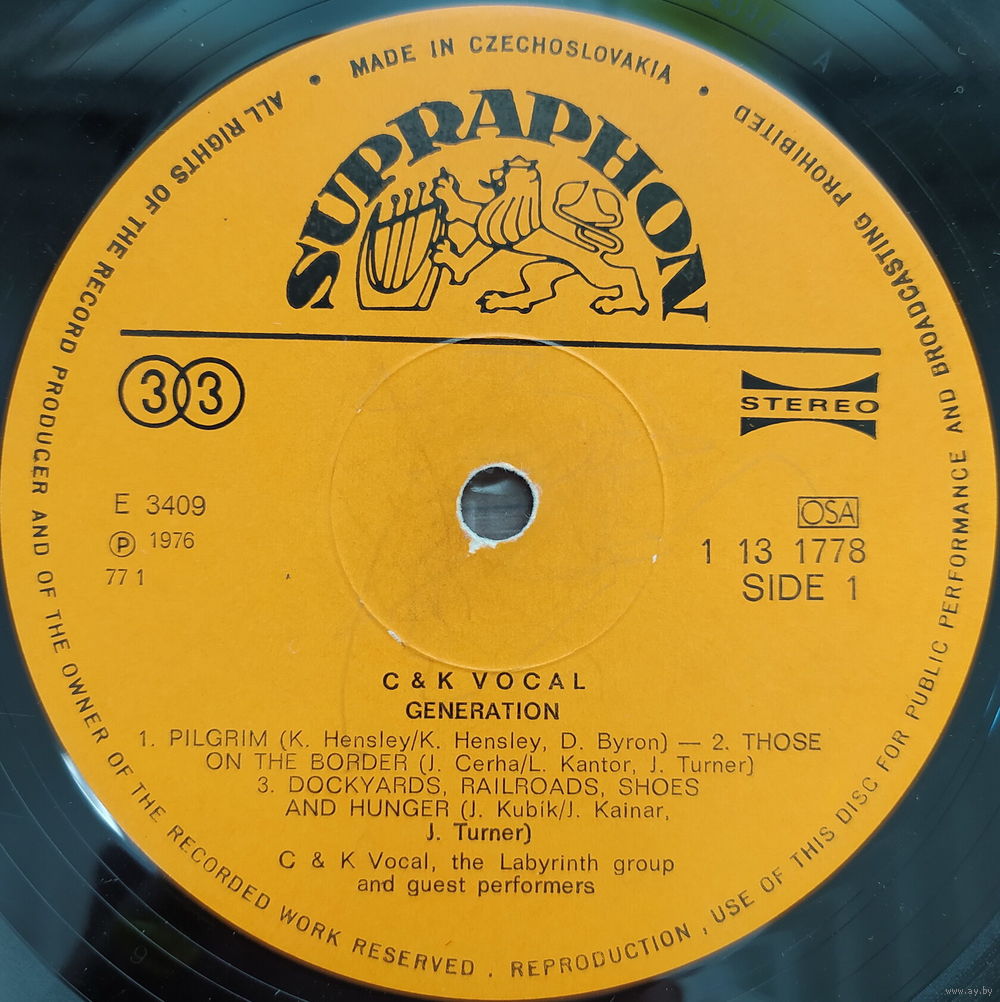 MADE IN CZECHOSLOVAKIA
ALL RIGHTS OF THE RECORD PRODUCER AND OF THE OWNER OF THE RECORDED WORK RESERVED . REPRODUCTION , USE OF THIS DISC FOR PUBLIC PERFORMANCE AND BROADCASTING PROHIBITED
SUPRAPHON
33
STEREO
E 3409
Ⓟ 1976
77 1
OSA
1 13 1778
SIDE 1
C & K VOCAL
GENERATION
1. PILGRIM (K. Hensley/K. Hensley, D. Byron) — 2. THOSE
ON THE BORDER (J. Cerha/L. Kantor, J. Turner)
3. DOCKYARDS, RAILROADS, SHOES
AND HUNGER (J. Kubík/J. Kainar,
J. Turner)
C & K Vocal, the Labyrinth group
and guest performers
www.ay.by